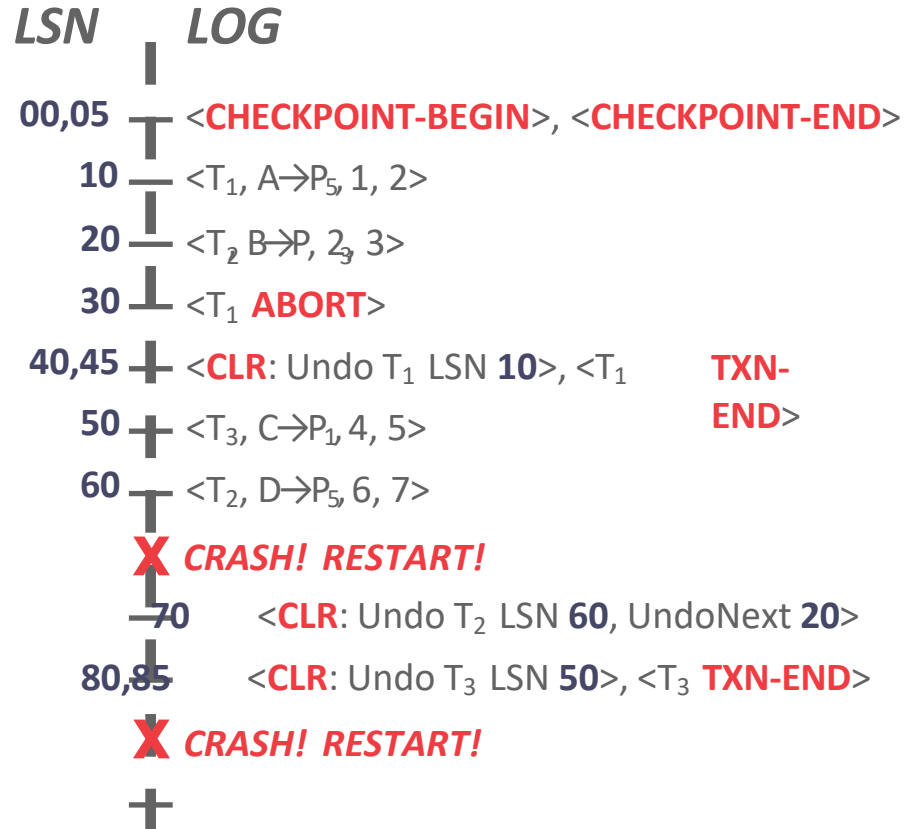 LSN LOG
00,05 <CHECKPOINT-BEGIN>, <CHECKPOINT-END>
10 <T₁, A→P₅, 1, 2>
20 <T₂, B→P, 2₃, 3>
30 <T₁ ABORT>
40,45 <CLR: Undo T₁ LSN 10>, <T₁ TXN-
END>
50 <T₃, C→P₁, 4, 5>
60 <T₂, D→P₅, 6, 7>
X CRASH! RESTART!
70 <CLR: Undo T₂ LSN 60, UndoNext 20>
80,85 <CLR: Undo T₃ LSN 50>, <T₃ TXN-END>
X CRASH! RESTART!